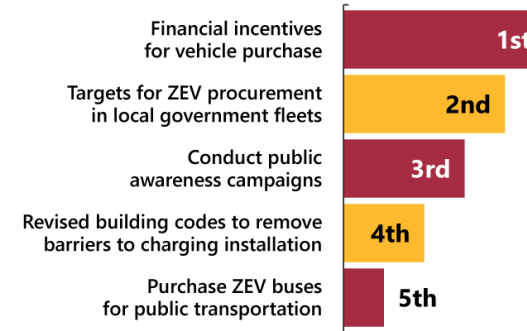 Financial incentives
for vehicle purchase
1st
Targets for ZEV procurement
in local government fleets
2nd
Conduct public
awareness campaigns
3rd
Revised building codes to remove
barriers to charging installation
4th
Purchase ZEV buses
for public transportation
5th